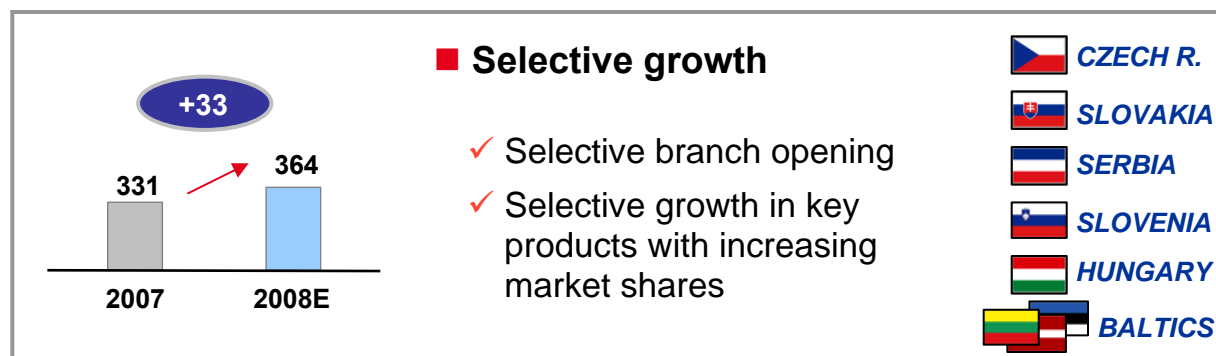 +33
331
364
2007
2008E
Selective growth
Selective branch opening
Selective growth in key
products with increasing
market shares
CZECH R.
SLOVAKIA
SERBIA
SLOVENIA
HUNGARY
BALTICS